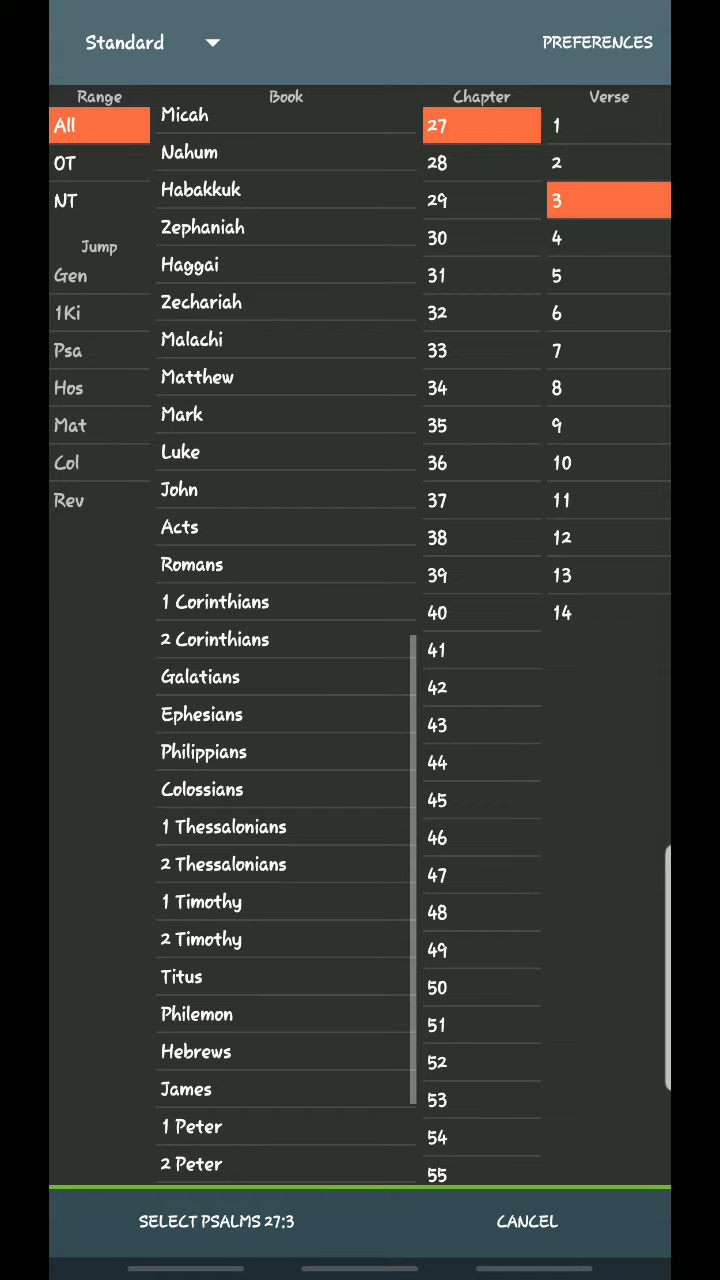 Standard
PREFERENCES
Range
Book
Chapter
Verse
All
OT
NT
Jump
Gen
1Ki
Psa
Hos
Mat
Col
Rev
Micah
Nahum
Habakkuk
Zephaniah
Haggai
Zechariah
Malachi
Matthew
Mark
Luke
John
Acts
Romans
1 Corinthians
2 Corinthians
Galatians
Ephesians
Philippians
Colossians
1 Thessalonians
2 Thessalonians
1 Timothy
2 Timothy
Titus
Philemon
Hebrews
James
1 Peter
2 Peter
27
28
29
30
31
32
33
34
35
36
37
38
39
40
41
42
43
44
45
46
47
48
49
50
51
52
53
54
55
1
2
3
4
5
6
7
8
9
10
11
12
13
14
SELECT PSALMS 27:3
CANCEL